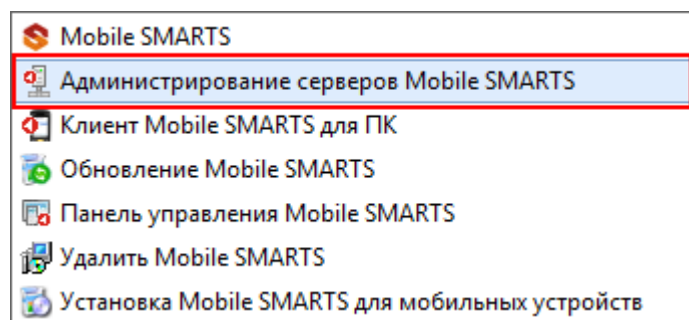 Mobile SMARTS
Администрирование серверов Mobile SMARTS
Клиент Mobile SMARTS для ПК
Обновление Mobile SMARTS
Панель управления Mobile SMARTS
Удалить Mobile SMARTS
Установка Mobile SMARTS для мобильных устройств